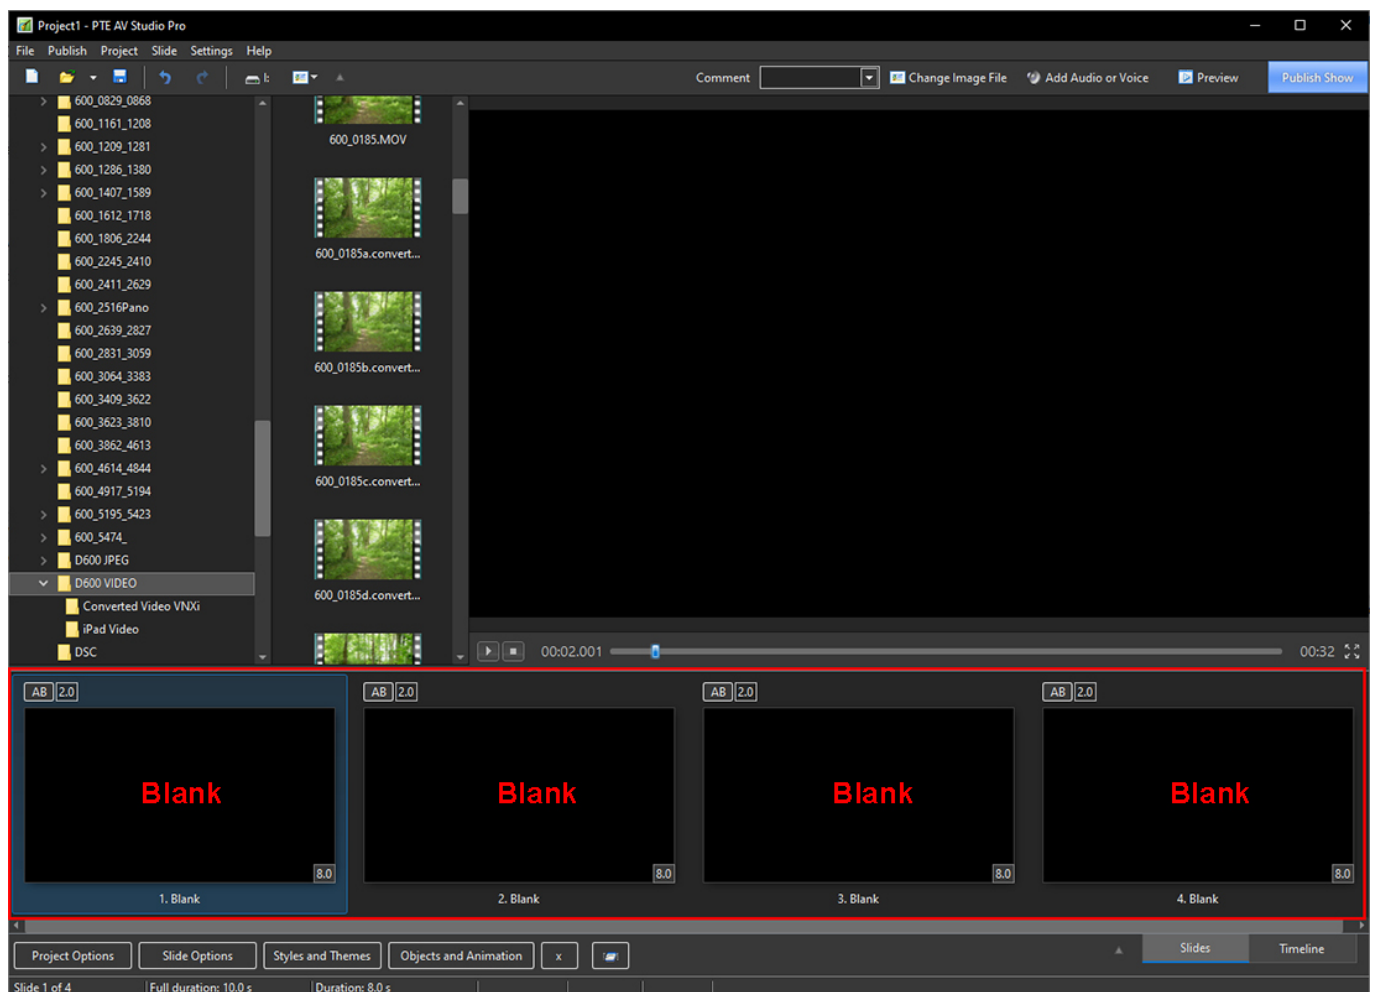 Project1 - PTE AV Studio Pro
File Publish Project Slide Settings Help
I: Comment Change Image File Add Audio or Voice Preview Publish Show
600_0829_0868
600_1161_1208
600_1209_1281
600_1286_1380
600_1407_1589
600_1612_1718
600_1806_2244
600_2245_2410
600_2411_2629
600_2516Pano
600_2639_2827
600_2831_3059
600_3064_3383
600_3409_3622
600_3623_3810
600_3862_4613
600_4614_4844
600_4917_5194
600_5195_5423
600_5474_
D600 JPEG
D600 VIDEO
Converted Video VNXi
iPad Video
DSC
600_0185.MOV
600_0185a.convert...
600_0185b.convert...
600_0185c.convert...
600_0185d.convert...
00:02.001 00:32
AB 2.0 AB 2.0 AB 2.0 AB 2.0
Blank Blank Blank Blank
8.0 8.0 8.0 8.0
1. Blank 2. Blank 3. Blank 4. Blank
Project Options Slide Options Styles and Themes Objects and Animation x Slides Timeline
Slide 1 of 4 Full duration: 10.0 s Duration: 8.0 s